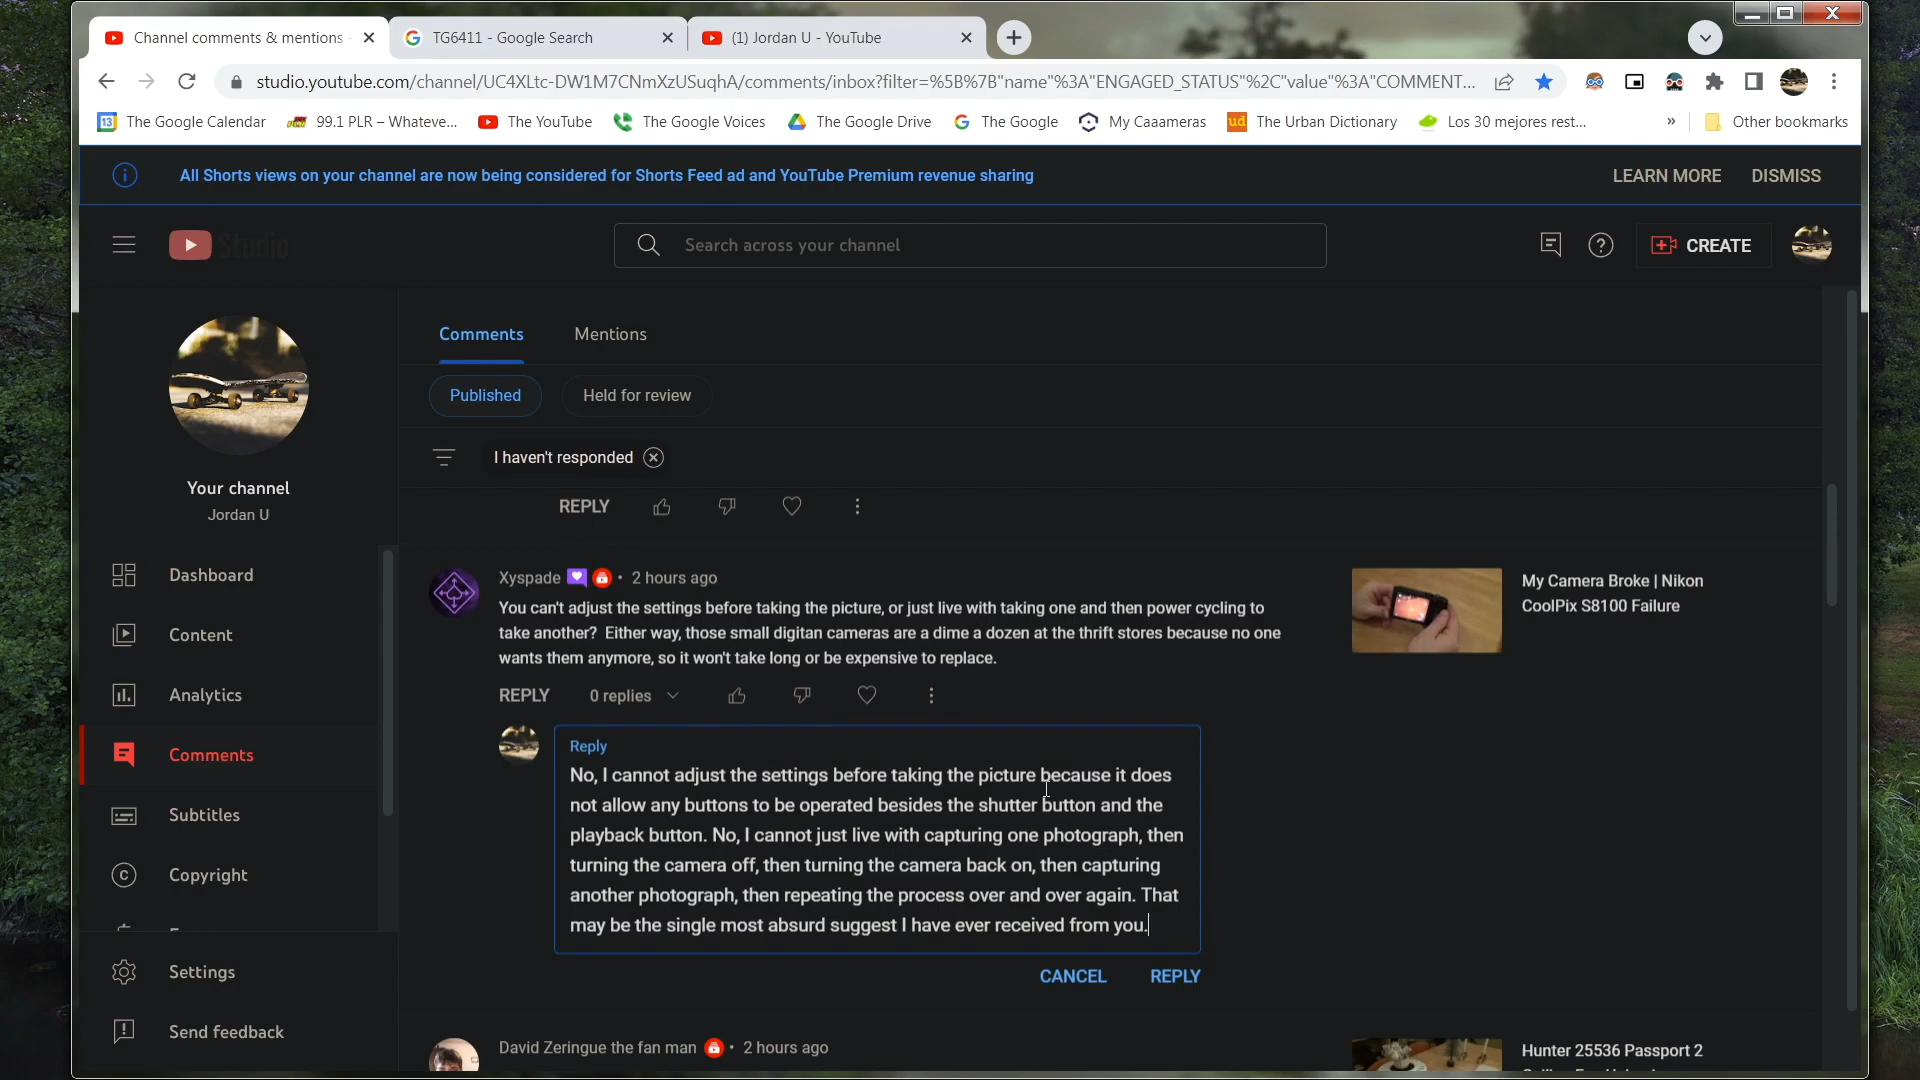 Channel comments & mentions -
TG6411 - Google Search
(1) Jordan U - YouTube
studio.youtube.com/channel/UC4XLtc-DW1M7CNmXzUSuqhA/comments/inbox?filter=%5B%7B"name"%3A"ENGAGED_STATUS"%2C"value"%3A"COMMENT...
13 The Google Calendar
99.1 PLR – Whateve...
The YouTube
The Google Voices
The Google Drive
The Google
My Caaameras
ud The Urban Dictionary
Los 30 mejores rest...
»
Other bookmarks
All Shorts views on your channel are now being considered for Shorts Feed ad and YouTube Premium revenue sharing
LEARN MORE
DISMISS
Studio
Search across your channel
CREATE
Your channel
Jordan U
Dashboard
Content
Analytics
Comments
Subtitles
Copyright
Settings
Send feedback
Comments
Mentions
Published
Held for review
I haven't responded
REPLY
Xyspade • 2 hours ago
You can't adjust the settings before taking the picture, or just live with taking one and then power cycling to
take another? Either way, those small digitan cameras are a dime a dozen at the thrift stores because no one
wants them anymore, so it won't take long or be expensive to replace.
REPLY
0 replies
My Camera Broke | Nikon
CoolPix S8100 Failure
Reply
No, I cannot adjust the settings before taking the picture because it does
not allow any buttons to be operated besides the shutter button and the
playback button. No, I cannot just live with capturing one photograph, then
turning the camera off, then turning the camera back on, then capturing
another photograph, then repeating the process over and over again. That
may be the single most absurd suggest I have ever received from you.
CANCEL
REPLY
David Zeringue the fan man • 2 hours ago
Hunter 25536 Passport 2